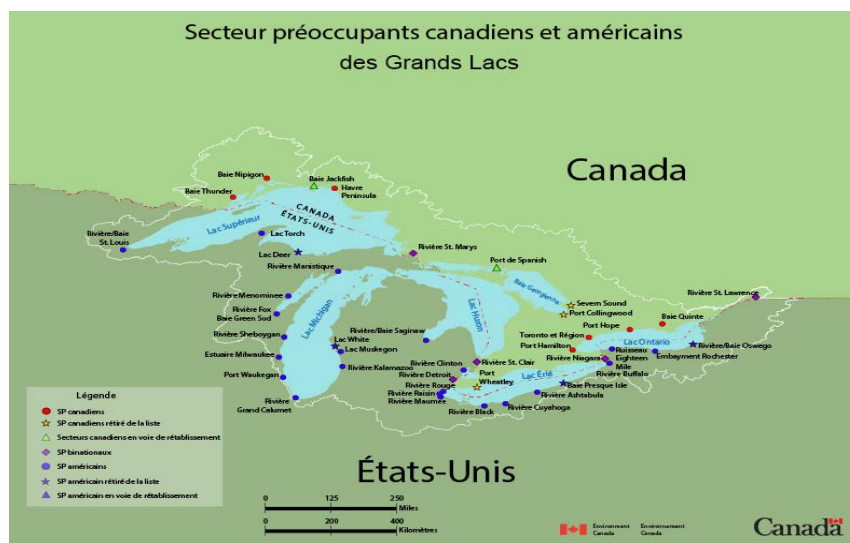 Secteur préoccupants canadiens et américains
des Grands Lacs
Canada
Baie Nipigon
Baie Jackfish
Baie Thunder
Havre
Peninsula
CANADA
ÉTATS-UNIS
Lac Supérieur
Rivière/Baie
St. Louis
Lac Torch
Lac Deer
Rivière St. Marys
Port de Spanish
Rivière Manistique
Baie Georgienne
Rivière St. Lawrence
Rivière Menominee
Severn Sound
Port Collingwood
Rivière Fox
Baie Green Sud
Lac Michigan
Lac Huron
Baie Quinte
Port Hope
Rivière/Baie Saginaw
Toronto et Région
Rivière Sheboygan
Lac White
Lac Muskegon
Port Hamilton
Lac Ontario
Rivière/Baie Oswego
Estuaire Milwaukee
Rivière Clinton
Rivière St. Clair
Rivière Niagara
Ruisseau
Eighteen
Mile
Embayment Rochester
Port Waukegan
Rivière Kalamazoo
Rivière Detroit
Port
Wheatley
Lac Érié
Rivière Buffalo
Rivière Rouge
Baie Presque Isle
Rivière
Grand Calumet
Rivière Raisin
Rivière Maumee
Rivière Ashtabula
Rivière Black
Rivière Cuyahoga
États-Unis
Légende
SP canadiens
SP canadiens rétiré de la liste
Secteurs canadiens en voie de rétablissement
SP binationaux
SP américains
SP américain rétiré de la liste
SP américain en voie de rétablissement
0 125 250
Miles
0 200 400
Kilomètres
Environment
Canada
Environnement
Canada
Canada